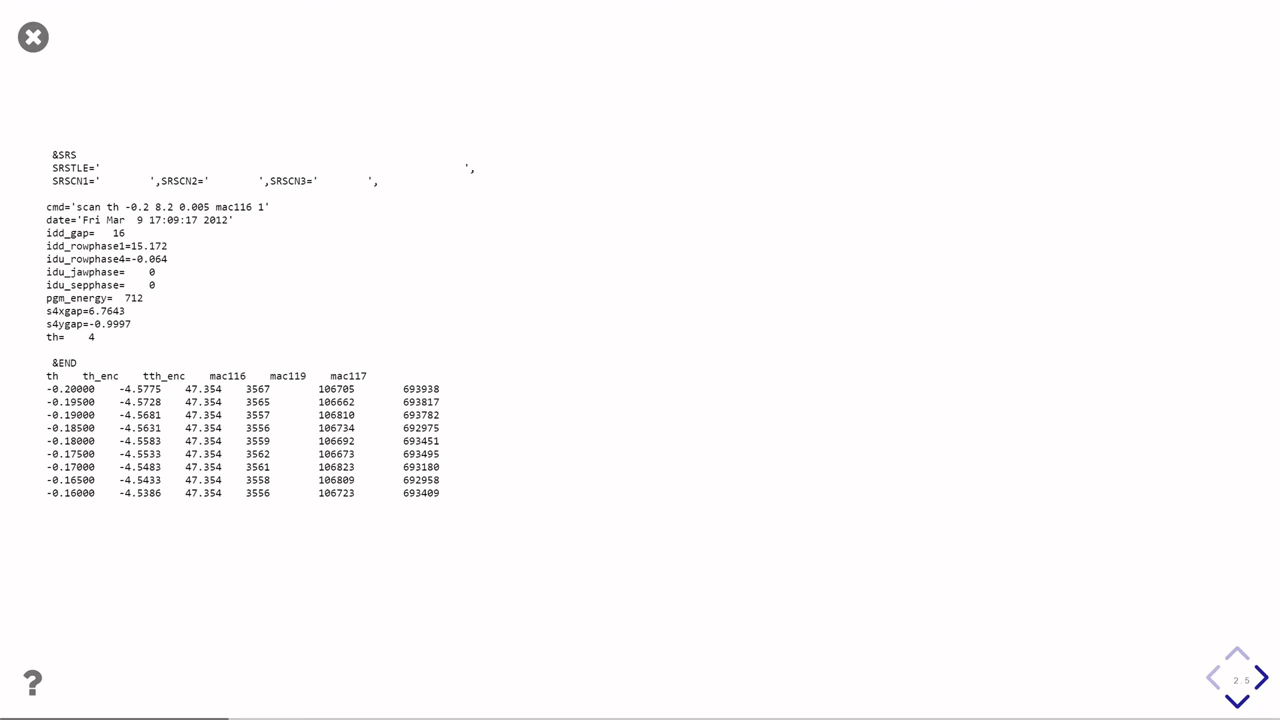 &SRS
SRSTLE='                                                             ',
SRSCN1='        ',SRSCN2='        ',SRSCN3='        ',
cmd='scan th -0.2 8.2 0.005 mac116 1'
date='Fri Mar  9 17:09:17 2012'
idd_gap=   16
idd_rowphase1=15.172
idu_rowphase4=-0.064
idu_jawphase=    0
idu_sepphase=    0
pgm_energy=  712
s4xgap=6.7643
s4ygap=-0.9997
th=    4
&END
th    th_enc    tth_enc    mac116    mac119    mac117
-0.20000    -4.5775    47.354    3567        106705        693938
-0.19500    -4.5728    47.354    3565        106662        693817
-0.19000    -4.5681    47.354    3557        106810        693782
-0.18500    -4.5631    47.354    3556        106734        692975
-0.18000    -4.5583    47.354    3559        106692        693451
-0.17500    -4.5533    47.354    3562        106673        693495
-0.17000    -4.5483    47.354    3561        106823        693180
-0.16500    -4.5433    47.354    3558        106809        692958
-0.16000    -4.5386    47.354    3556        106723        693409
?
2.5